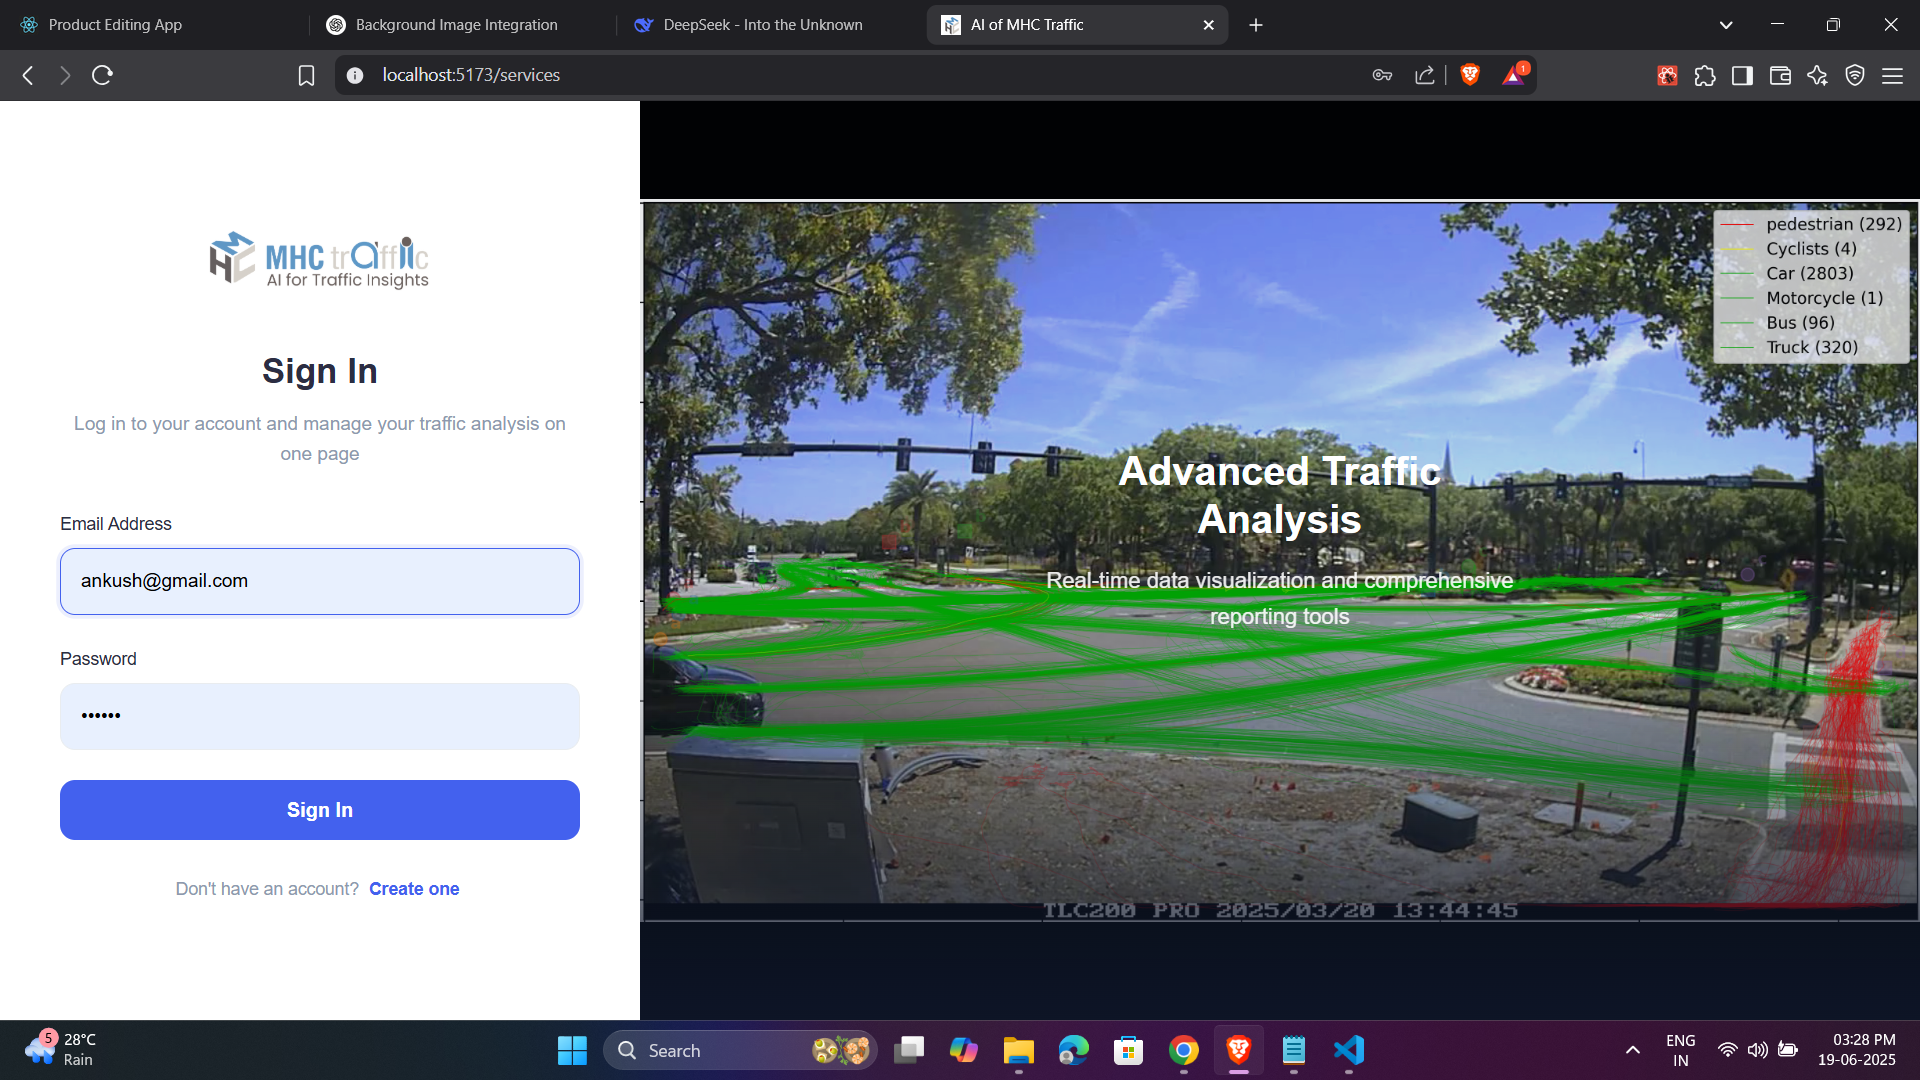 Product Editing App
Background Image Integration
DeepSeek - Into the Unknown
AI of MHC Traffic
localhost:5173/services
1
MHC traffic
AI for Traffic Insights
Sign In
Log in to your account and manage your traffic analysis on
one page
Email Address
ankush@gmail.com
Password
••••••
Sign In
Don't have an account? Create one
pedestrian (292)
Cyclists (4)
Car (2803)
Motorcycle (1)
Bus (96)
Truck (320)
Advanced Traffic
Analysis
Real-time data visualization and comprehensive
reporting tools
TLC200 PRO 2025/03/20 13:44:45
5
28°C
Rain
Search
ENG
IN
03:28 PM
19-06-2025